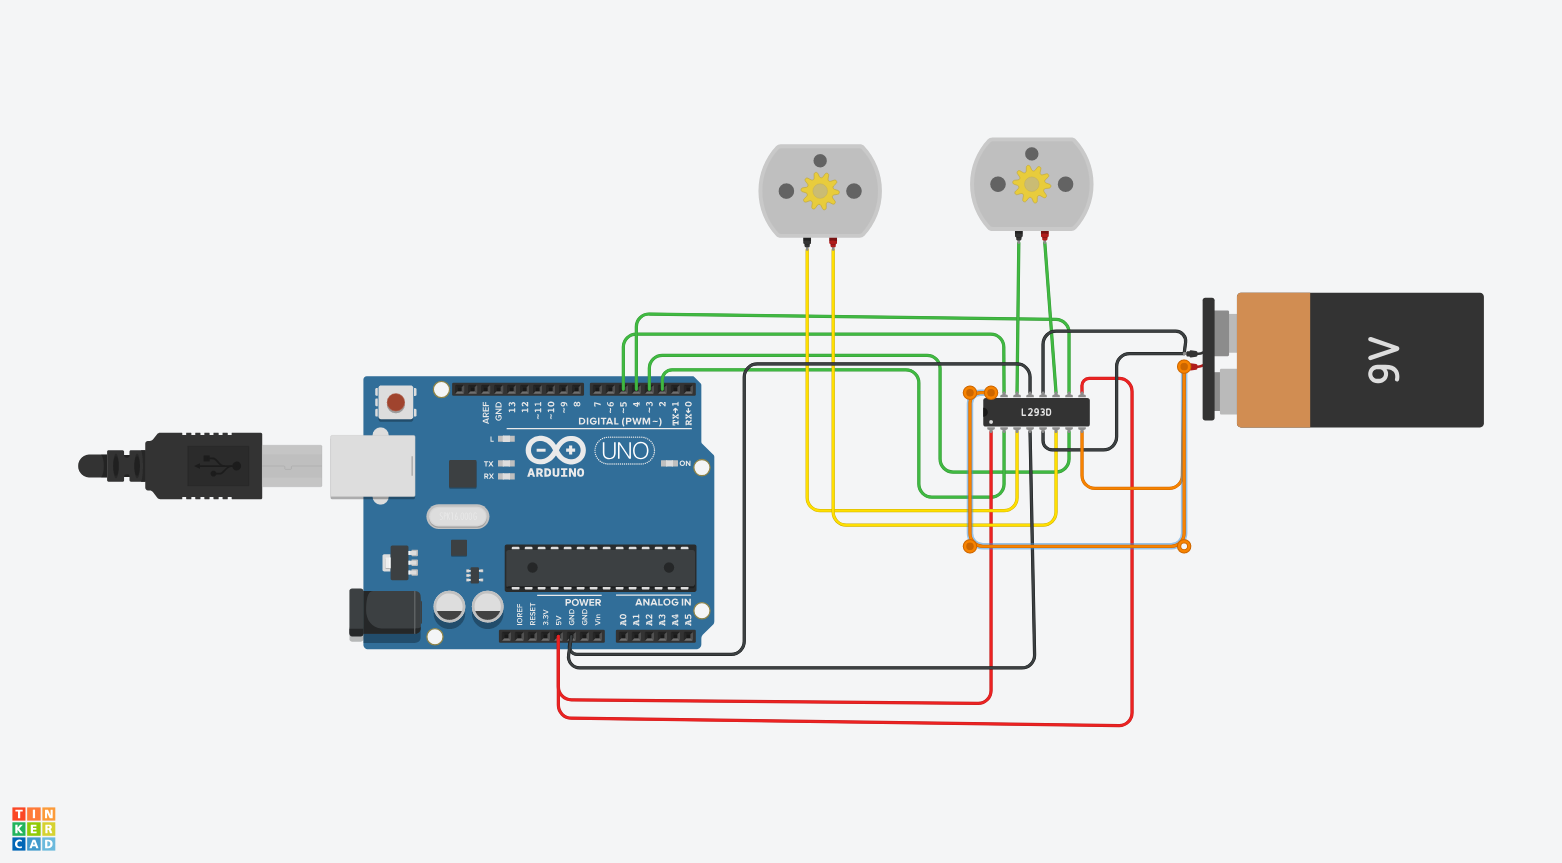 L293D
9V
AREF
GND
13
12
~11
~10
~9
8
7
~6
~5
4
~3
2
TX→1
RX←0
DIGITAL (PWM~)
L
TX
RX
ARDUINO
UNO
ON
POWER
ANALOG IN
IOREF
RESET
3.3V
5V
GND
GND
Vin
A0
A1
A2
A3
A4
A5
TIN
KER
CAD